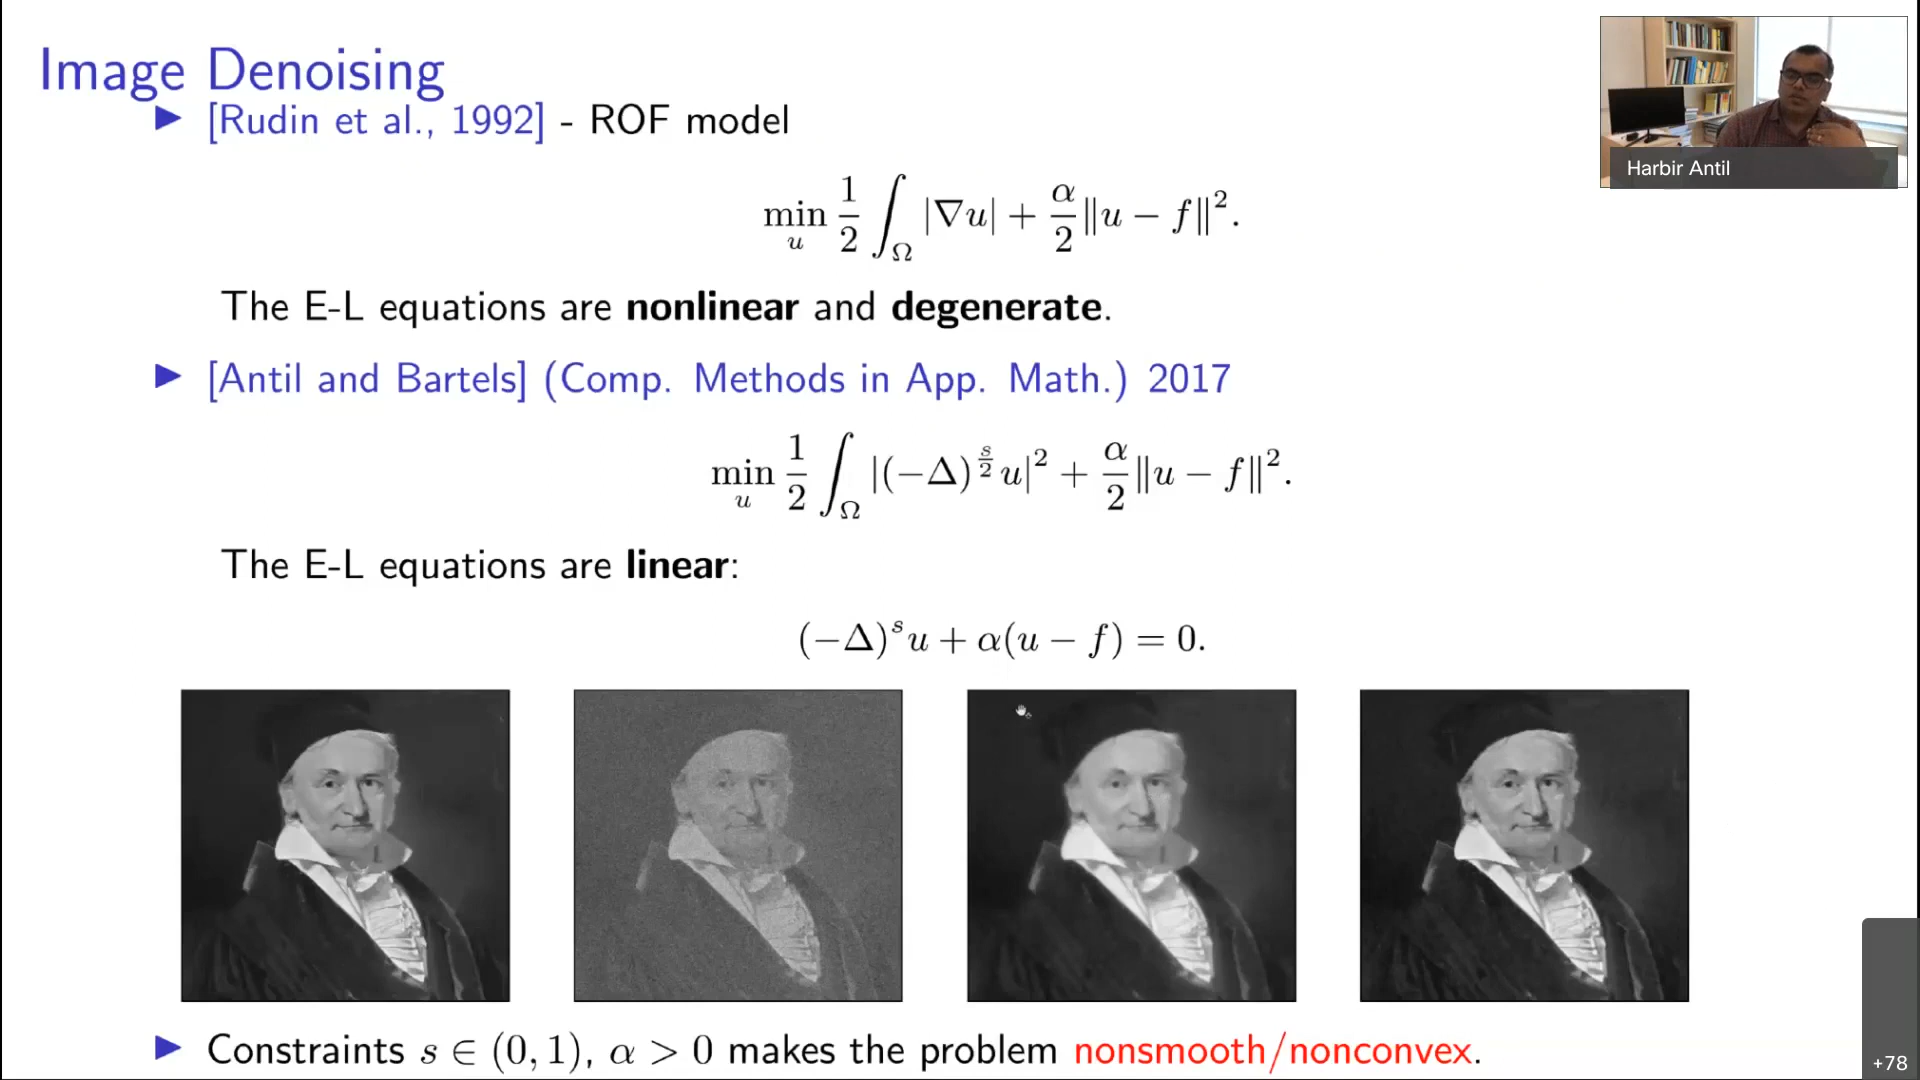 Image Denoising
▶ [Rudin et al., 1992] - ROF model
min_u 1/2 ∫_Ω |∇u| + α/2 ‖u − f‖².
The E-L equations are nonlinear and degenerate.
▶ [Antil and Bartels] (Comp. Methods in App. Math.) 2017
min_u 1/2 ∫_Ω |(−Δ)^{s/2} u|² + α/2 ‖u − f‖².
The E-L equations are linear:
(−Δ)^s u + α(u − f) = 0.
▶ Constraints s ∈ (0, 1), α > 0 makes the problem nonsmooth/nonconvex.
Harbir Antil
+78